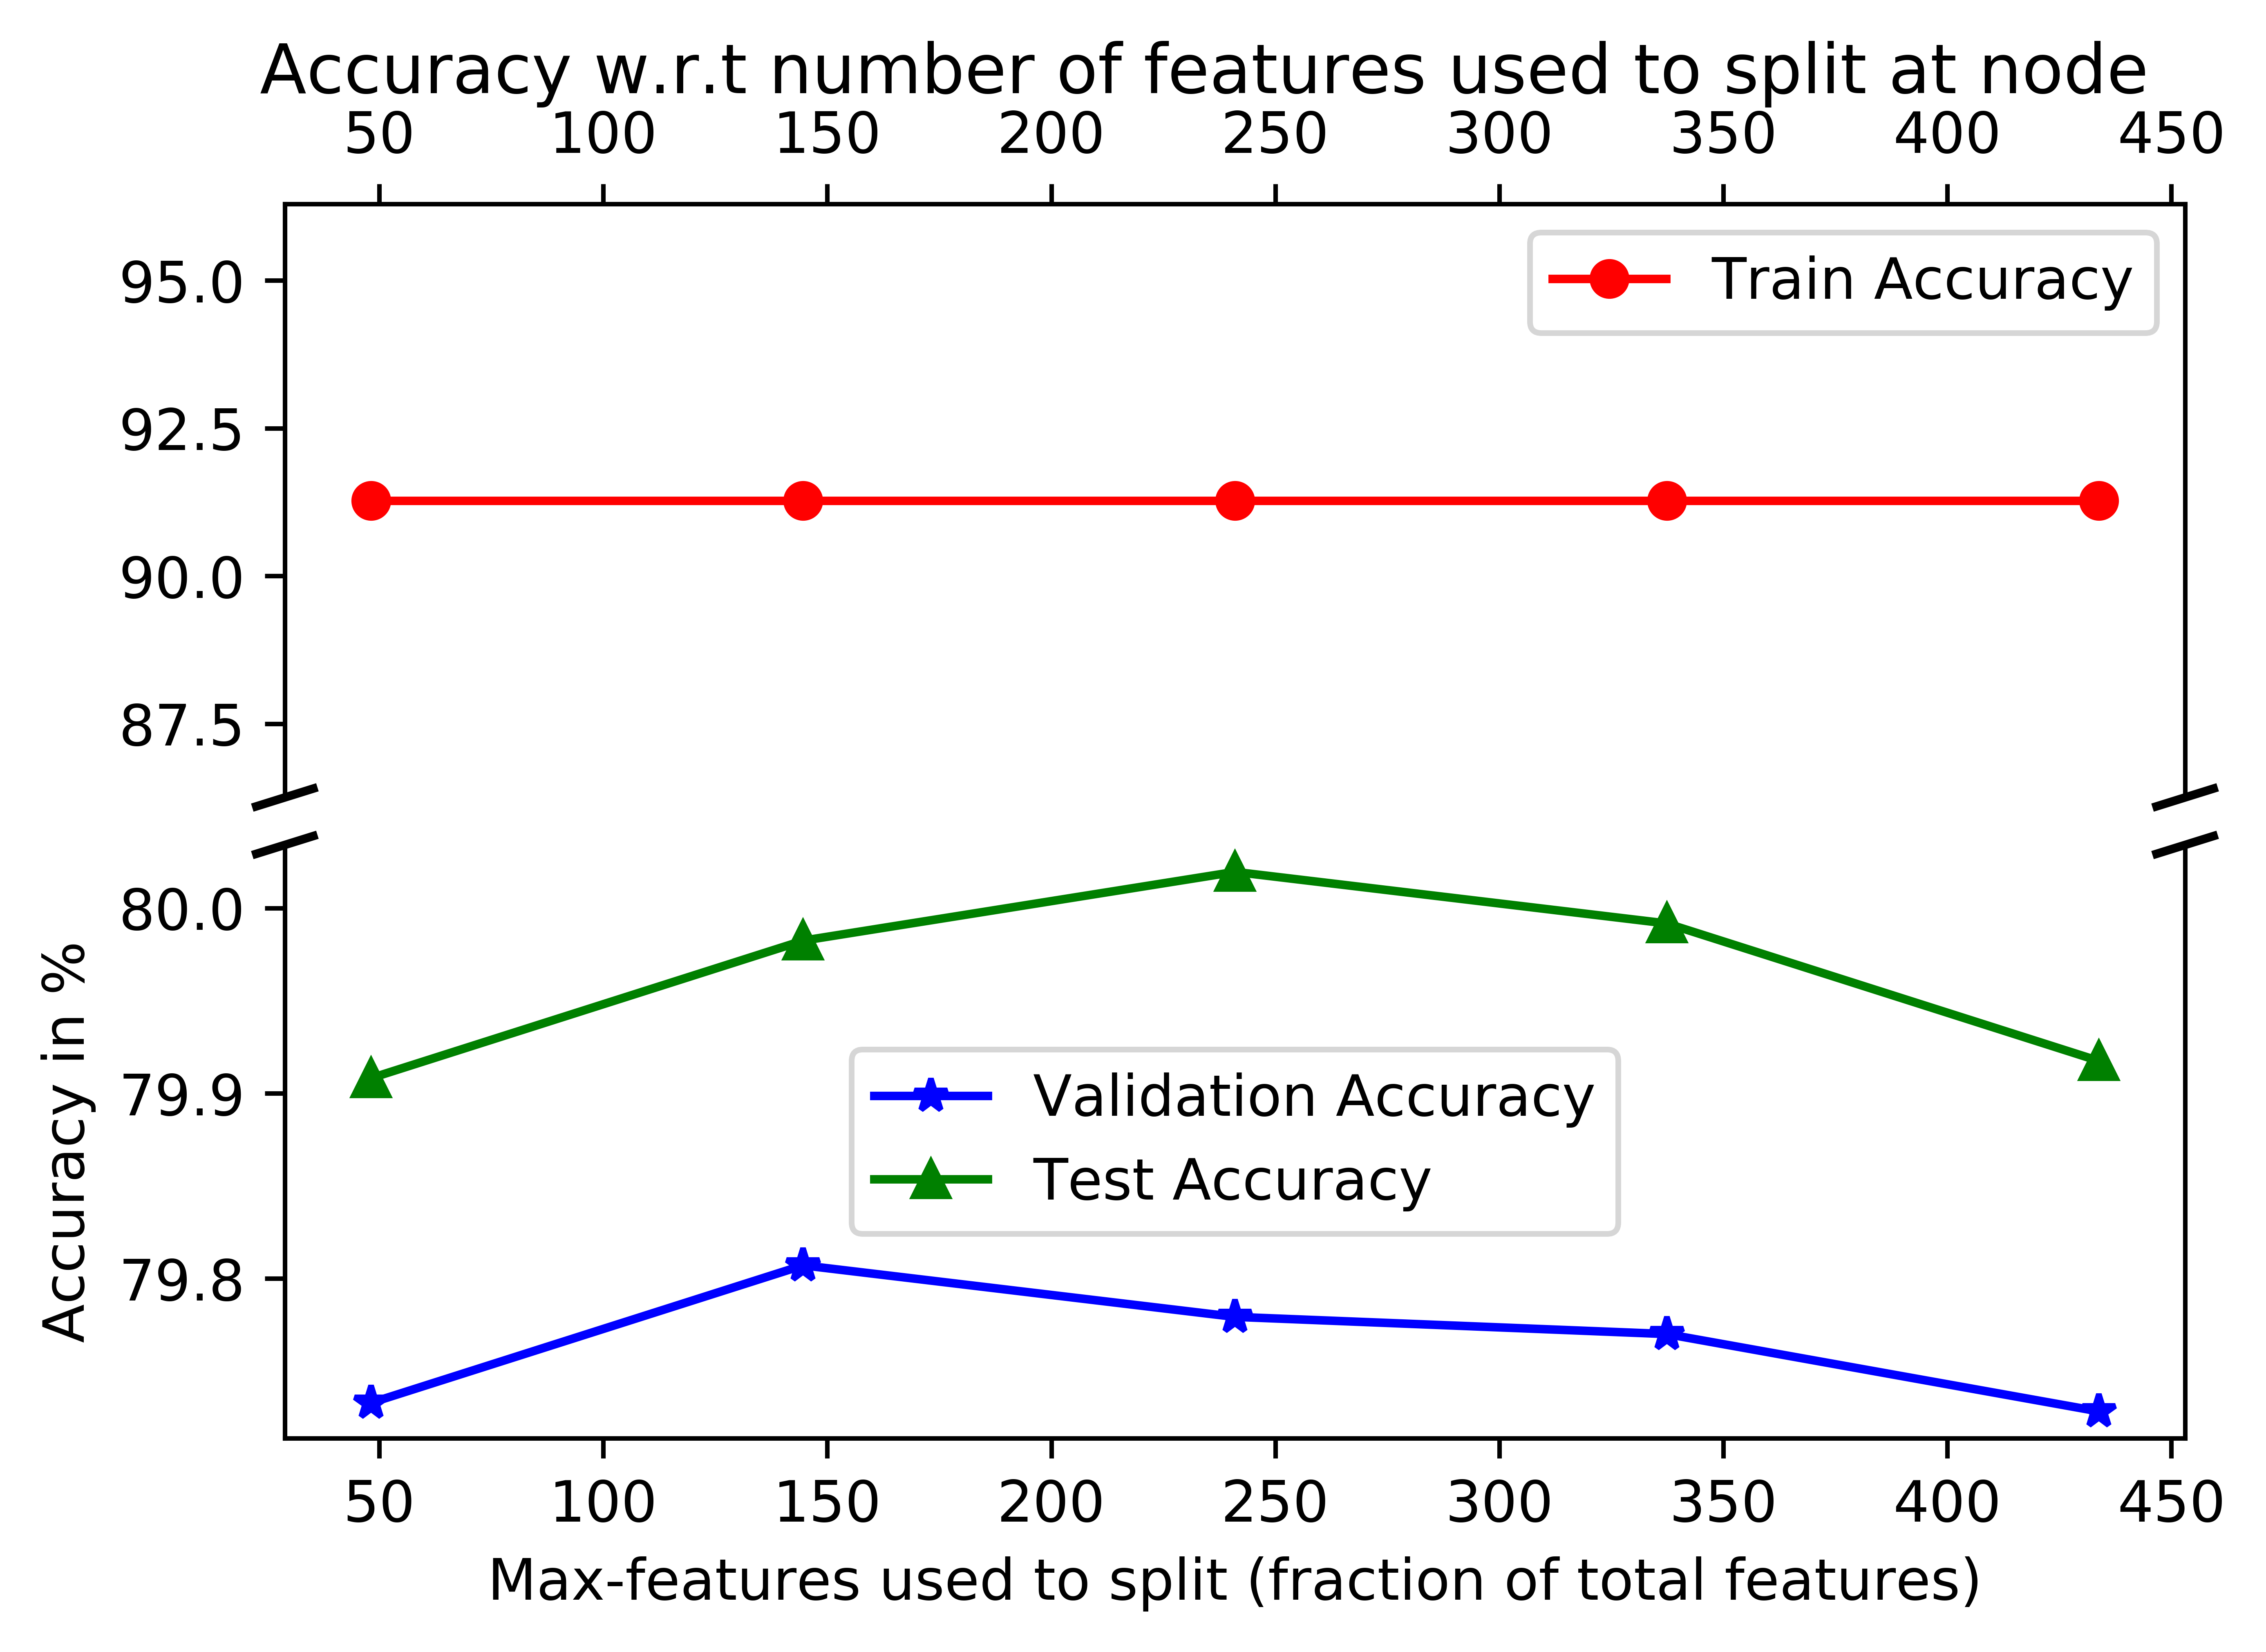 Accuracy w.r.t number of features used to split at node
50 100 150 200 250 300 350 400 450
Train Accuracy
95.0
92.5
90.0
87.5
80.0
79.9
79.8
Accuracy in %
Validation Accuracy
Test Accuracy
50 100 150 200 250 300 350 400 450
Max-features used to split (fraction of total features)